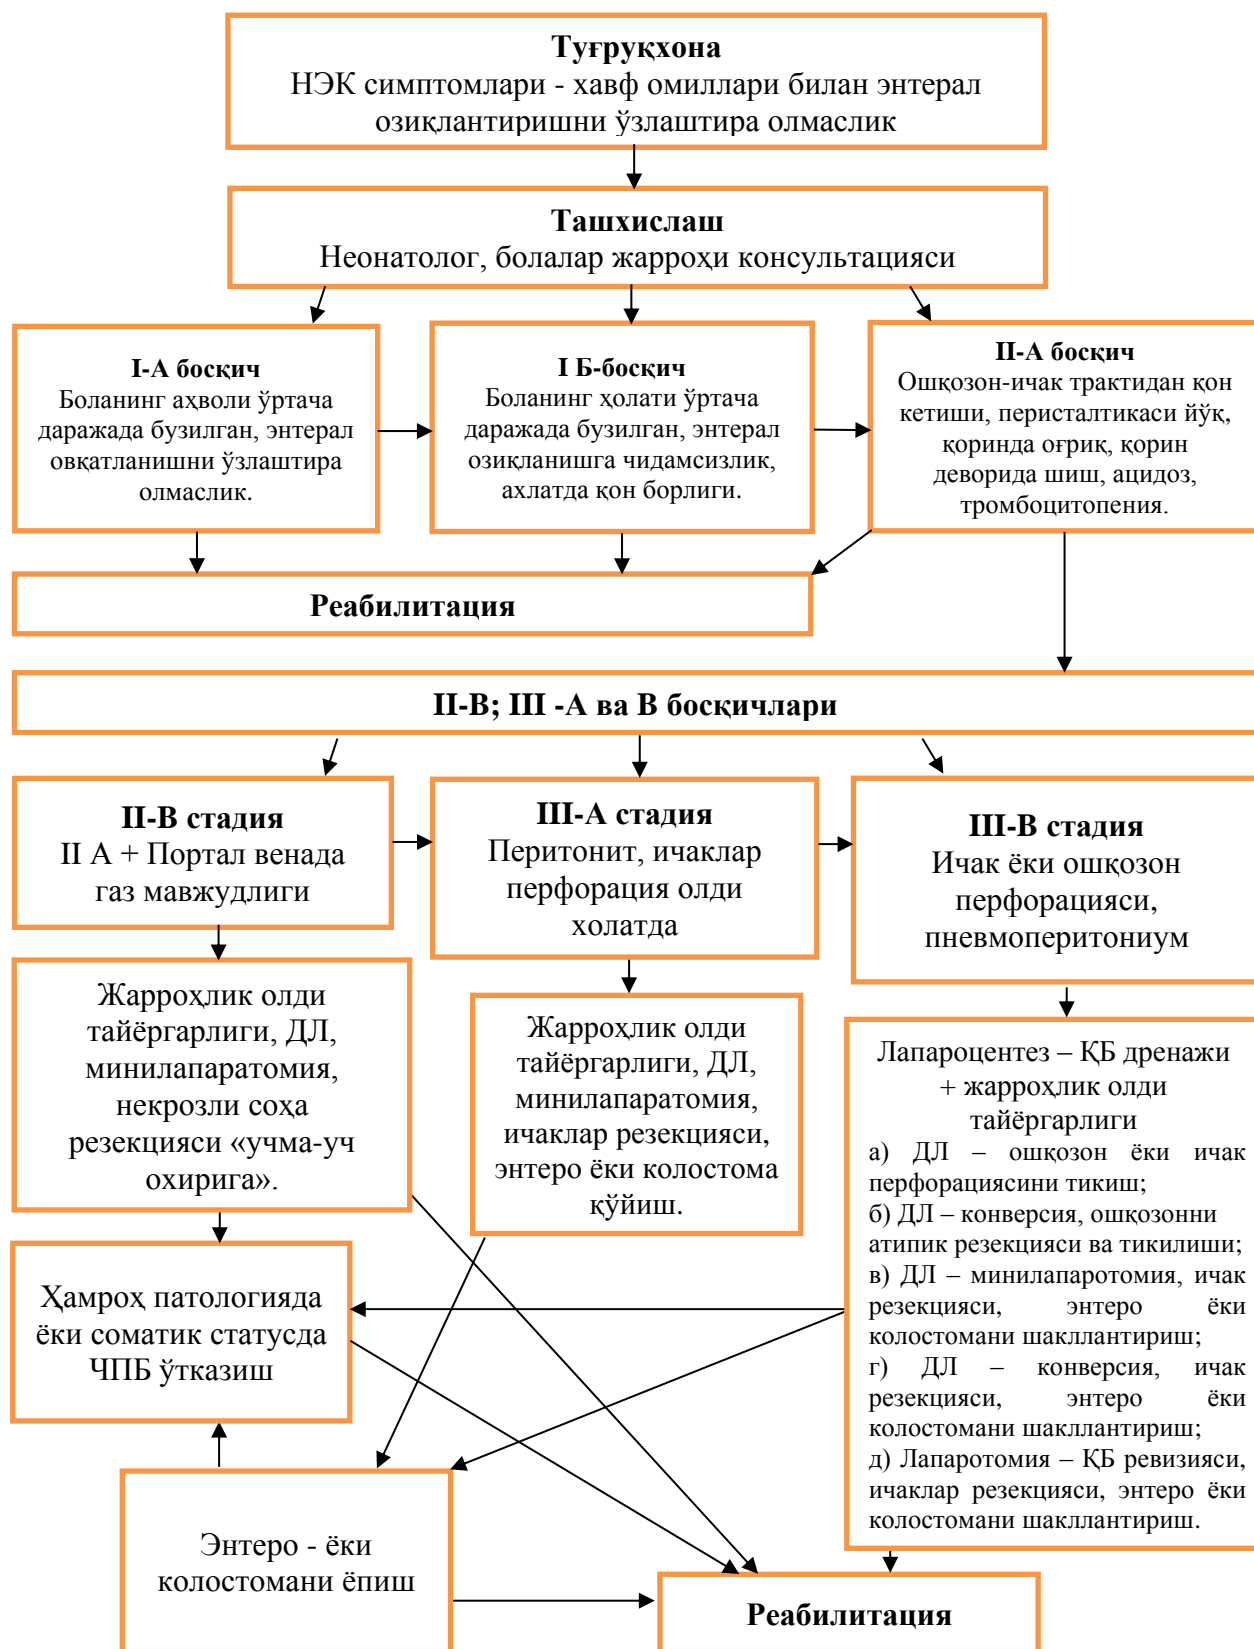 Туғруқхона
НЭК симптомлари - хавф омиллари билан энтерал
озиқлантиришни ўзлаштира олмаслик
Ташхислаш
Неонатолог, болалар жарроҳи консультацияси
I-А босқич
Боланинг аҳволи ўртача
даражада бузилган, энтерал
овқатланишни ўзлаштира
олмаслик.
I Б-босқич
Боланинг ҳолати ўртача
даражада бузилган, энтерал
озиқланишга чидамсизлик,
ахлатда қон борлиги.
II-А босқич
Ошқозон-ичак трактидан қон
кетиши, перисталтикаси йўқ,
қоринда оғриқ, қорин
деворида шиш, ацидоз,
тромбоцитопения.
Реабилитация
II-В; III -А ва В босқичлари
II-В стадия
II А + Портал венада
газ мавжудлиги
III-А стадия
Перитонит, ичаклар
перфорация олди
холатда
III-В стадия
Ичак ёки ошқозон
перфорацияси,
пневмоперитониум
Жарроҳлик олди
тайёргарлиги, ДЛ,
минилапаратомия,
некрозли соҳа
резекцияси «учма-уч
охирига».
Жарроҳлик олди
тайёргарлиги, ДЛ,
минилапаратомия,
ичаклар резекцияси,
энтеро ёки колостома
қўйиш.
Лапароцентез – ҚБ дренажи
+ жарроҳлик олди
тайёргарлиги
а) ДЛ – ошқозон ёки ичак
перфорациясини тикиш;
б) ДЛ – конверсия, ошқозонни
атипик резекцияси ва тикилиши;
в) ДЛ – минилапаротомия, ичак
резекцияси, энтеро ёки
колостомани шакллантириш;
г) ДЛ – конверсия, ичак
резекцияси, энтеро ёки
колостомани шакллантириш;
д) Лапаротомия – ҚБ ревизияси,
ичаклар резекцияси, энтеро ёки
колостомани шакллантириш.
Ҳамроҳ патологияда
ёки соматик статусда
ЧПБ ўтказиш
Энтеро - ёки
колостомани ёпиш
Реабилитация